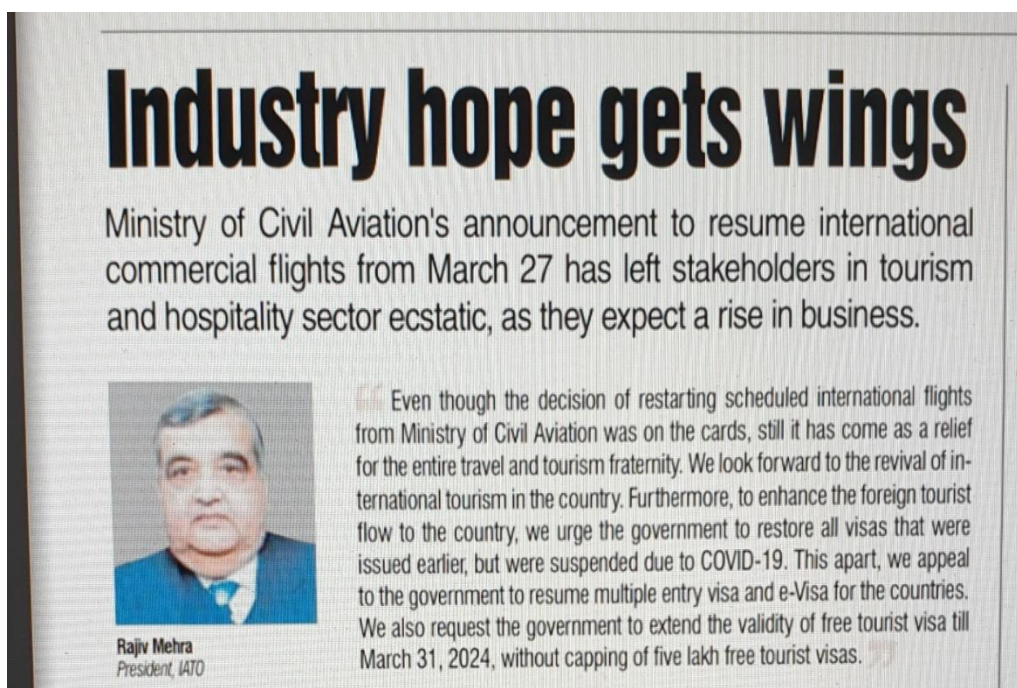 Industry hope gets wings
Ministry of Civil Aviation's announcement to resume international
commercial flights from March 27 has left stakeholders in tourism
and hospitality sector ecstatic, as they expect a rise in business.
“ Even though the decision of restarting scheduled international flights
from Ministry of Civil Aviation was on the cards, still it has come as a relief
for the entire travel and tourism fraternity. We look forward to the revival of in-
ternational tourism in the country. Furthermore, to enhance the foreign tourist
flow to the country, we urge the government to restore all visas that were
issued earlier, but were suspended due to COVID-19. This apart, we appeal
to the government to resume multiple entry visa and e-Visa for the countries.
We also request the government to extend the validity of free tourist visa till
March 31, 2024, without capping of five lakh free tourist visas. ”
Rajiv Mehra
President, IATO